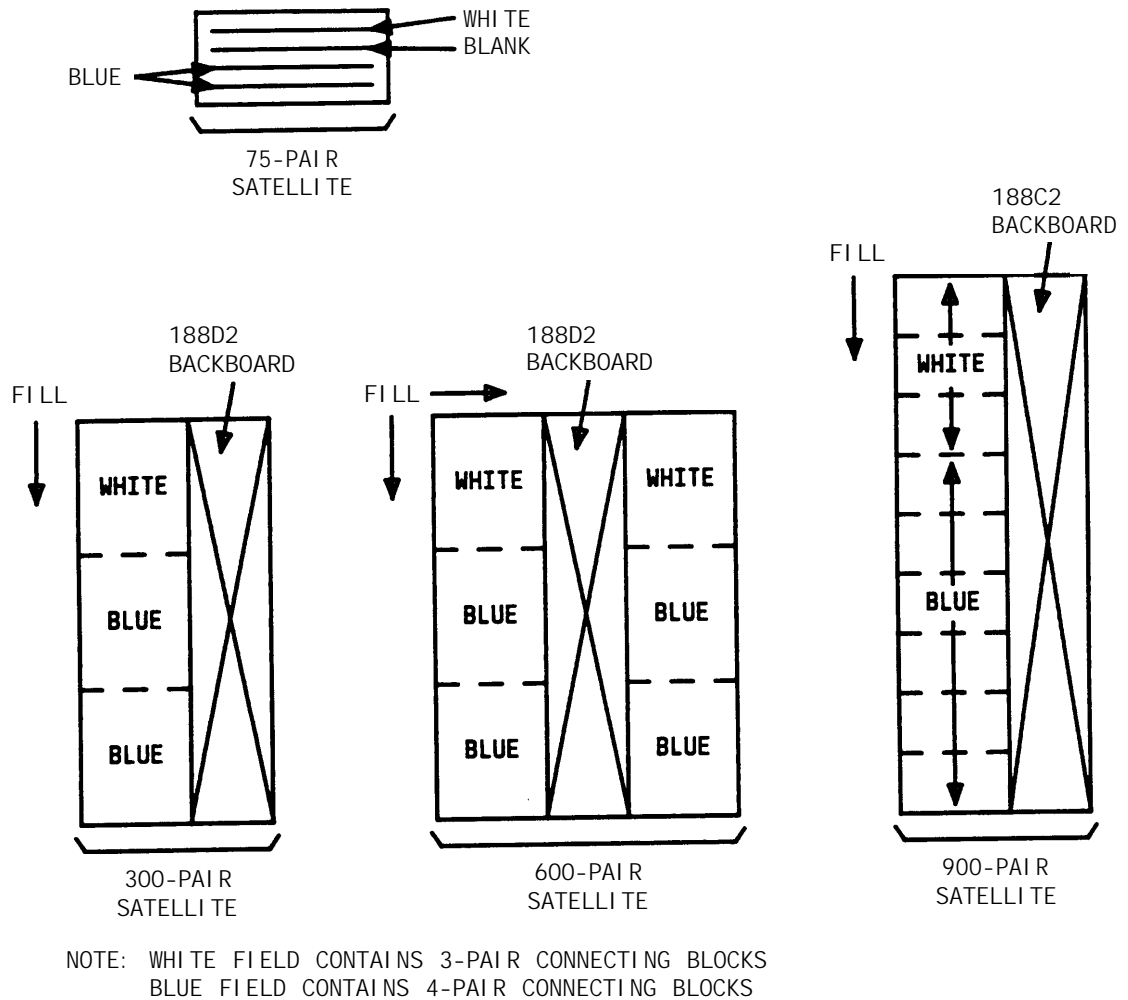 WHITE
BLANK
BLUE
75-PAIR
SATELLITE
188C2
BACKBOARD
FILL
188D2
BACKBOARD
FILL
188D2
BACKBOARD
FILL
WHITE
BLUE
WHITE
BLUE
BLUE
WHITE
BLUE
BLUE
WHITE
BLUE
BLUE
300-PAIR
SATELLITE
600-PAIR
SATELLITE
900-PAIR
SATELLITE
NOTE: WHITE FIELD CONTAINS 3-PAIR CONNECTING BLOCKS
BLUE FIELD CONTAINS 4-PAIR CONNECTING BLOCKS